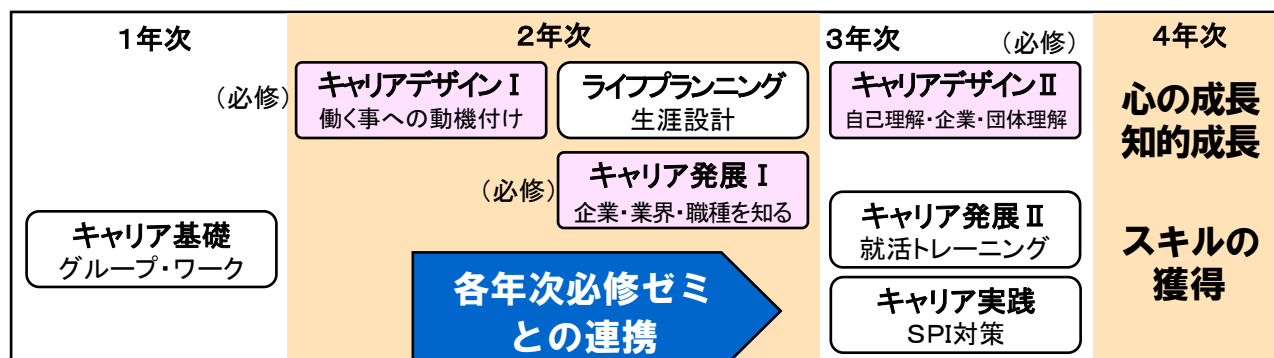 1年次
2年次
3年次
(必修)
4年次
(必修)
キャリアデザインⅠ
働く事への動機付け
ライフプランニング
生涯設計
キャリアデザインⅡ
自己理解・企業・団体理解
心の成長
知的成長
(必修)
キャリア発展Ⅰ
企業・業界・職種を知る
キャリア基礎
グループ・ワーク
キャリア発展Ⅱ
就活トレーニング
スキルの
獲得
各年次必修ゼミ
との連携
キャリア実践
SPI対策